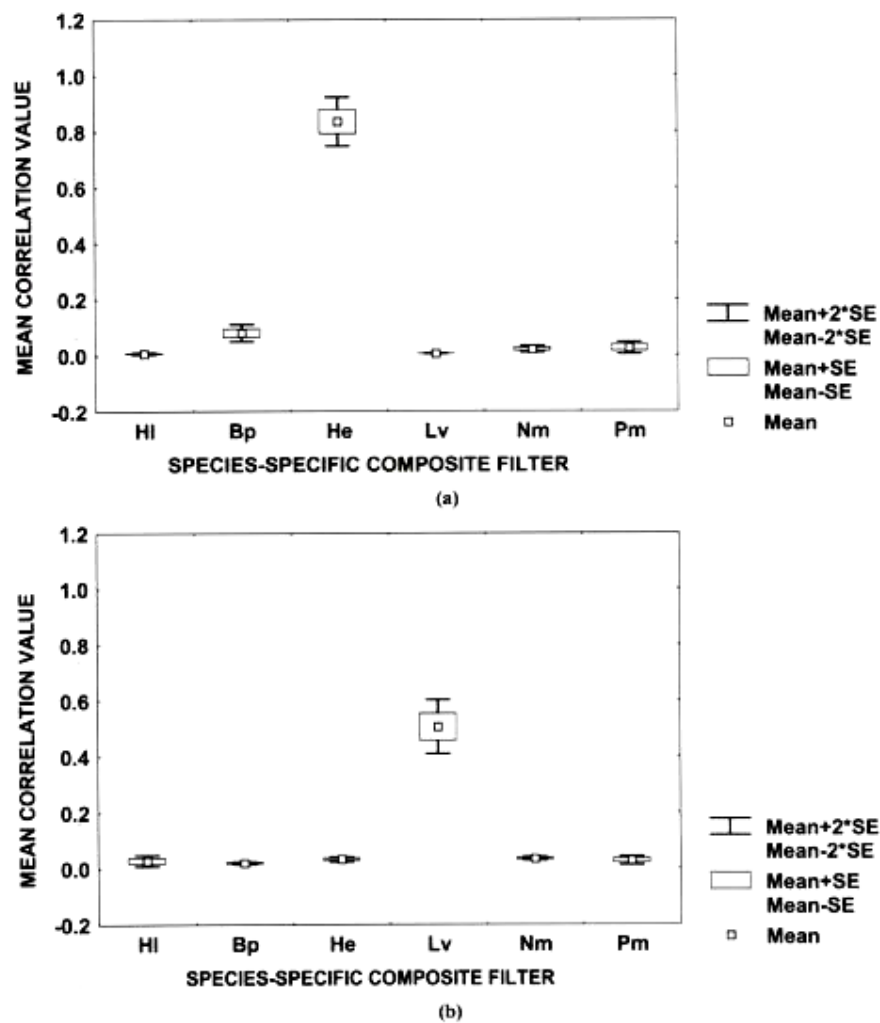 1.2
1.0
0.8
0.6
0.4
0.2
0.0
-0.2
MEAN CORRELATION VALUE
Hl Bp He Lv Nm Pm
SPECIES-SPECIFIC COMPOSITE FILTER
Mean+2*SE
Mean-2*SE
Mean+SE
Mean-SE
Mean
(a)
1.2
1.0
0.8
0.6
0.4
0.2
0.0
-0.2
MEAN CORRELATION VALUE
Hl Bp He Lv Nm Pm
SPECIES-SPECIFIC COMPOSITE FILTER
Mean+2*SE
Mean-2*SE
Mean+SE
Mean-SE
Mean
(b)